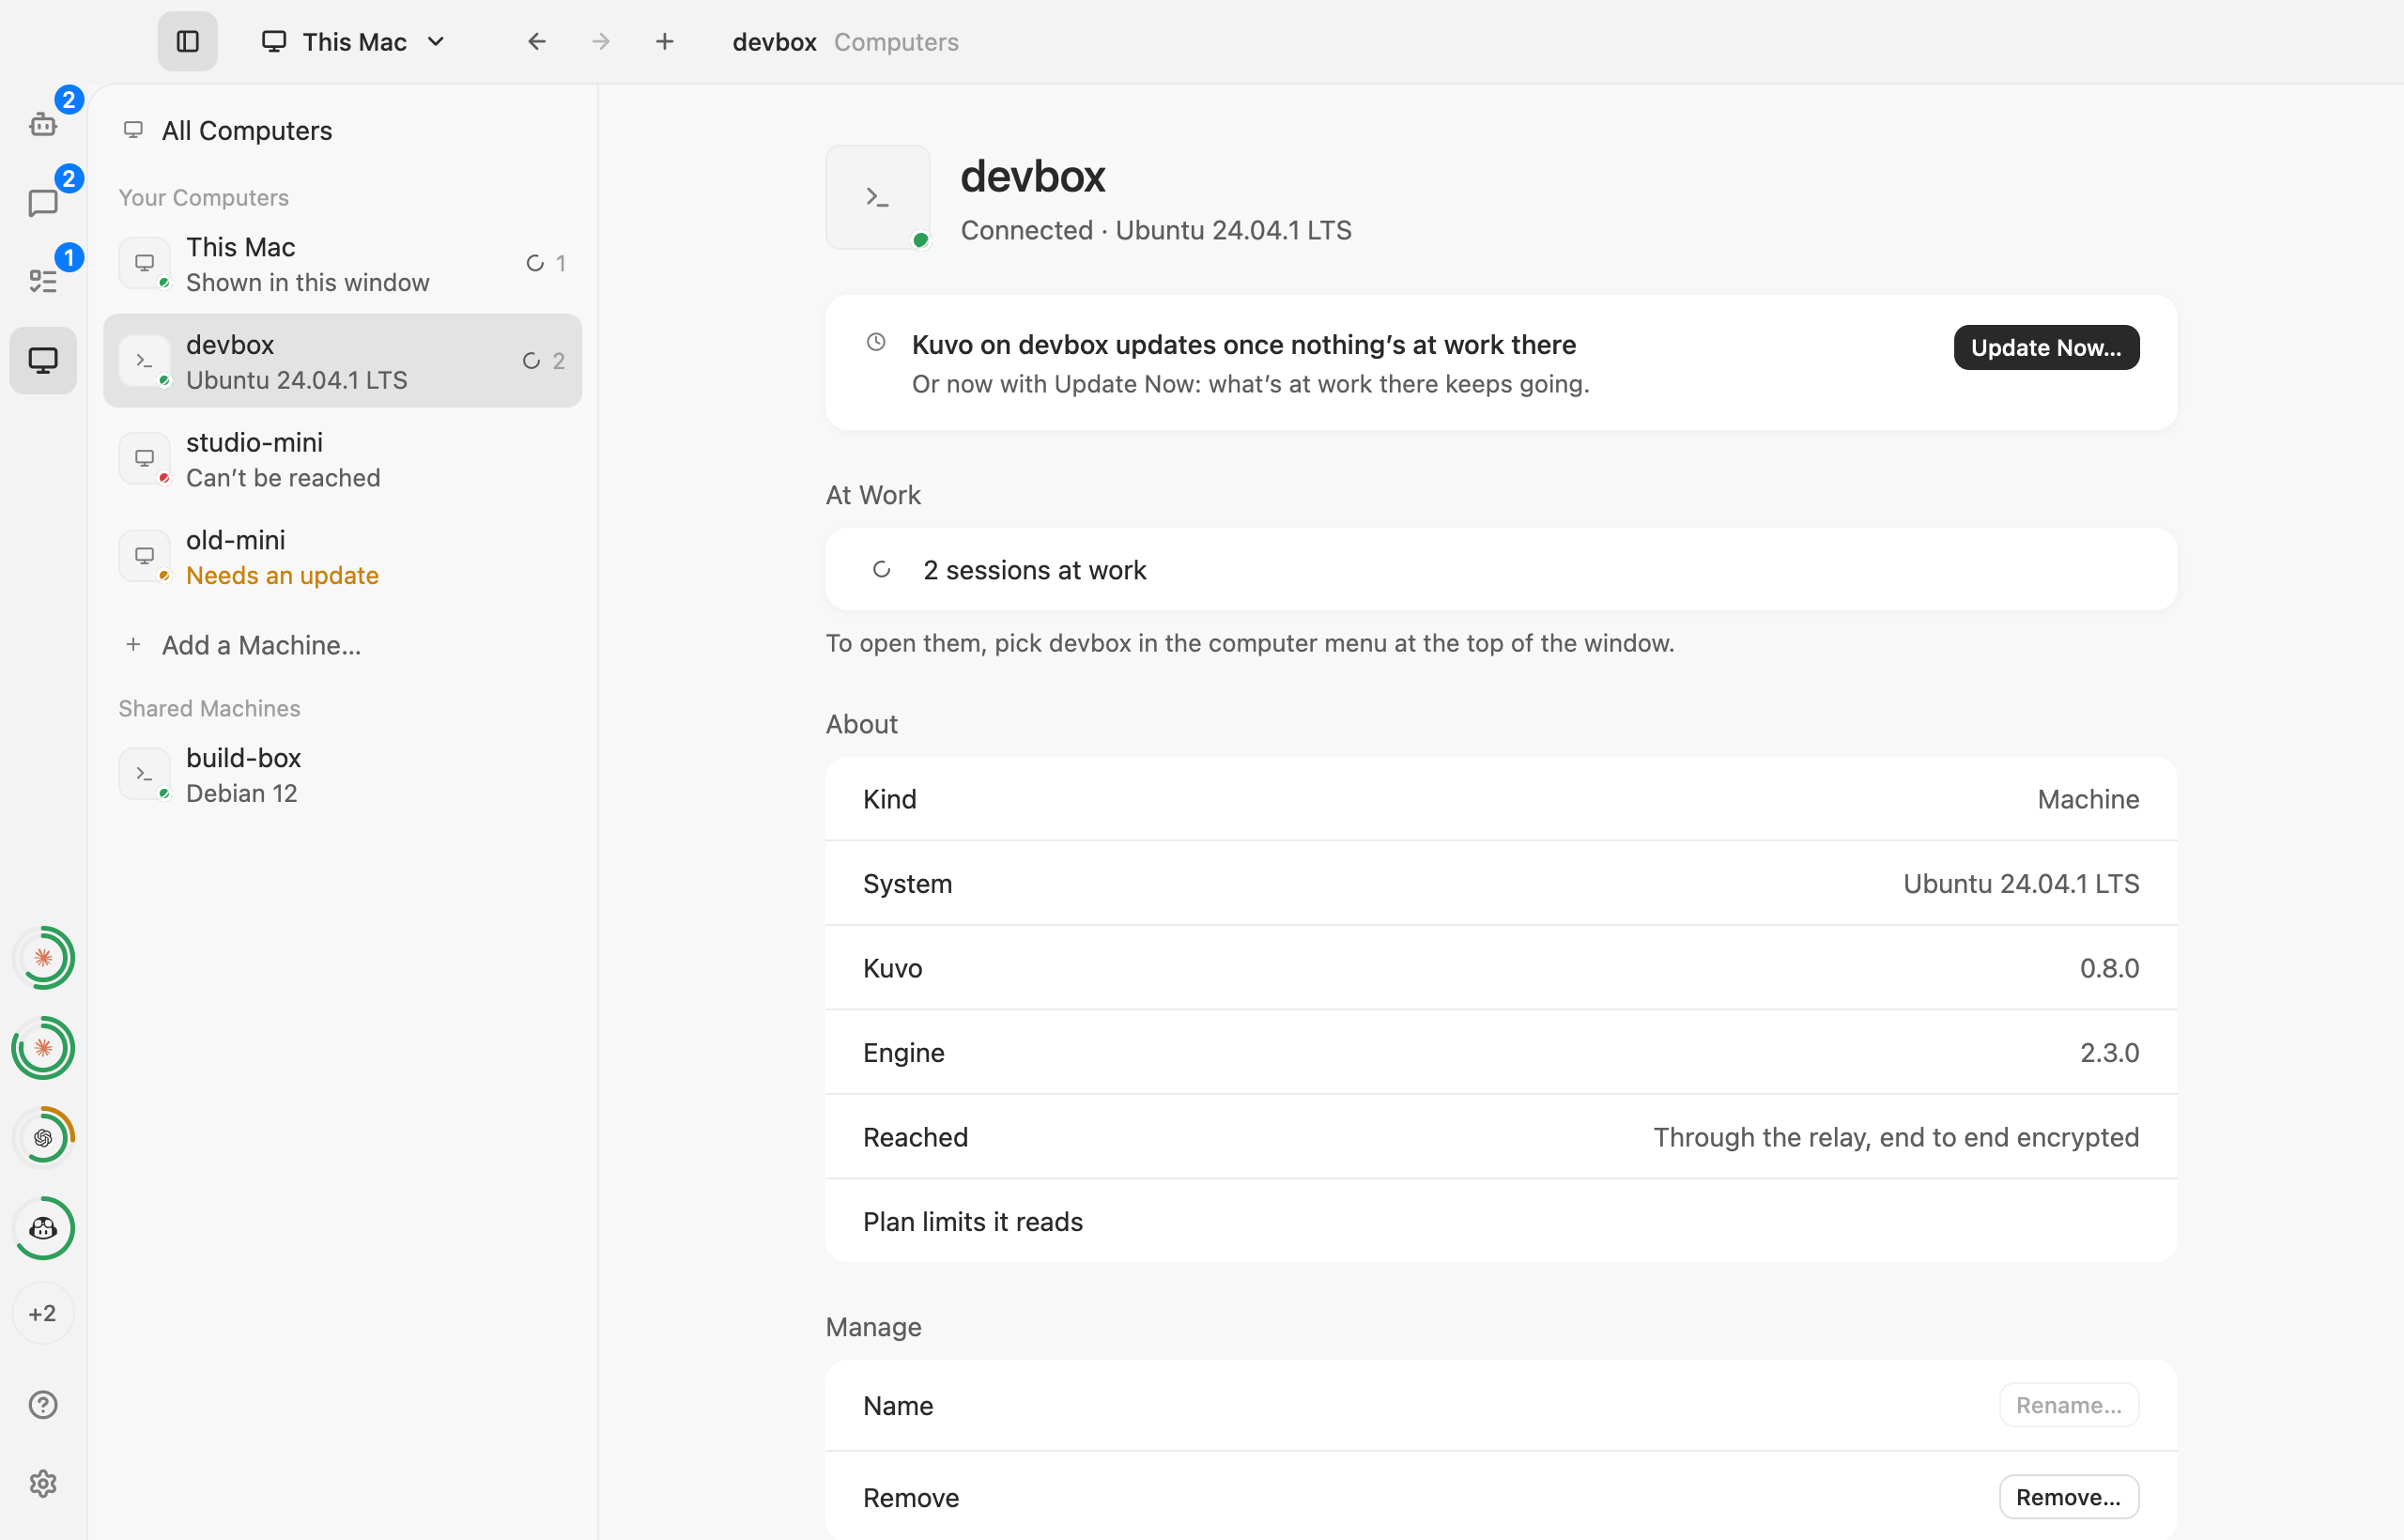 This Mac
devbox Computers
2
2
1
All Computers
Your Computers
This Mac
Shown in this window
1
devbox
Ubuntu 24.04.1 LTS
2
studio-mini
Can’t be reached
old-mini
Needs an update
Add a Machine...
Shared Machines
build-box
Debian 12
+2
devbox
Connected · Ubuntu 24.04.1 LTS
Kuvo on devbox updates once nothing’s at work there
Or now with Update Now: what’s at work there keeps going.
Update Now...
At Work
2 sessions at work
To open them, pick devbox in the computer menu at the top of the window.
About
Kind Machine
System Ubuntu 24.04.1 LTS
Kuvo 0.8.0
Engine 2.3.0
Reached Through the relay, end to end encrypted
Plan limits it reads
Manage
Name Rename...
Remove Remove...